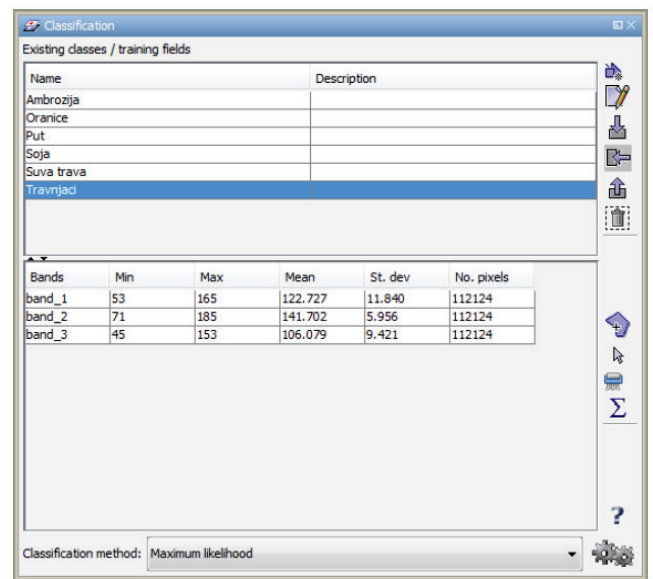 Classification
Existing classes / training fields
Name Description
Ambrozija
Oranice
Put
Soja
Suva trava
Travnjaci
Bands Min Max Mean St. dev No. pixels
band_1 53 165 122.727 11.840 112124
band_2 71 185 141.702 5.956 112124
band_3 45 153 106.079 9.421 112124
Classification method: Maximum likelihood